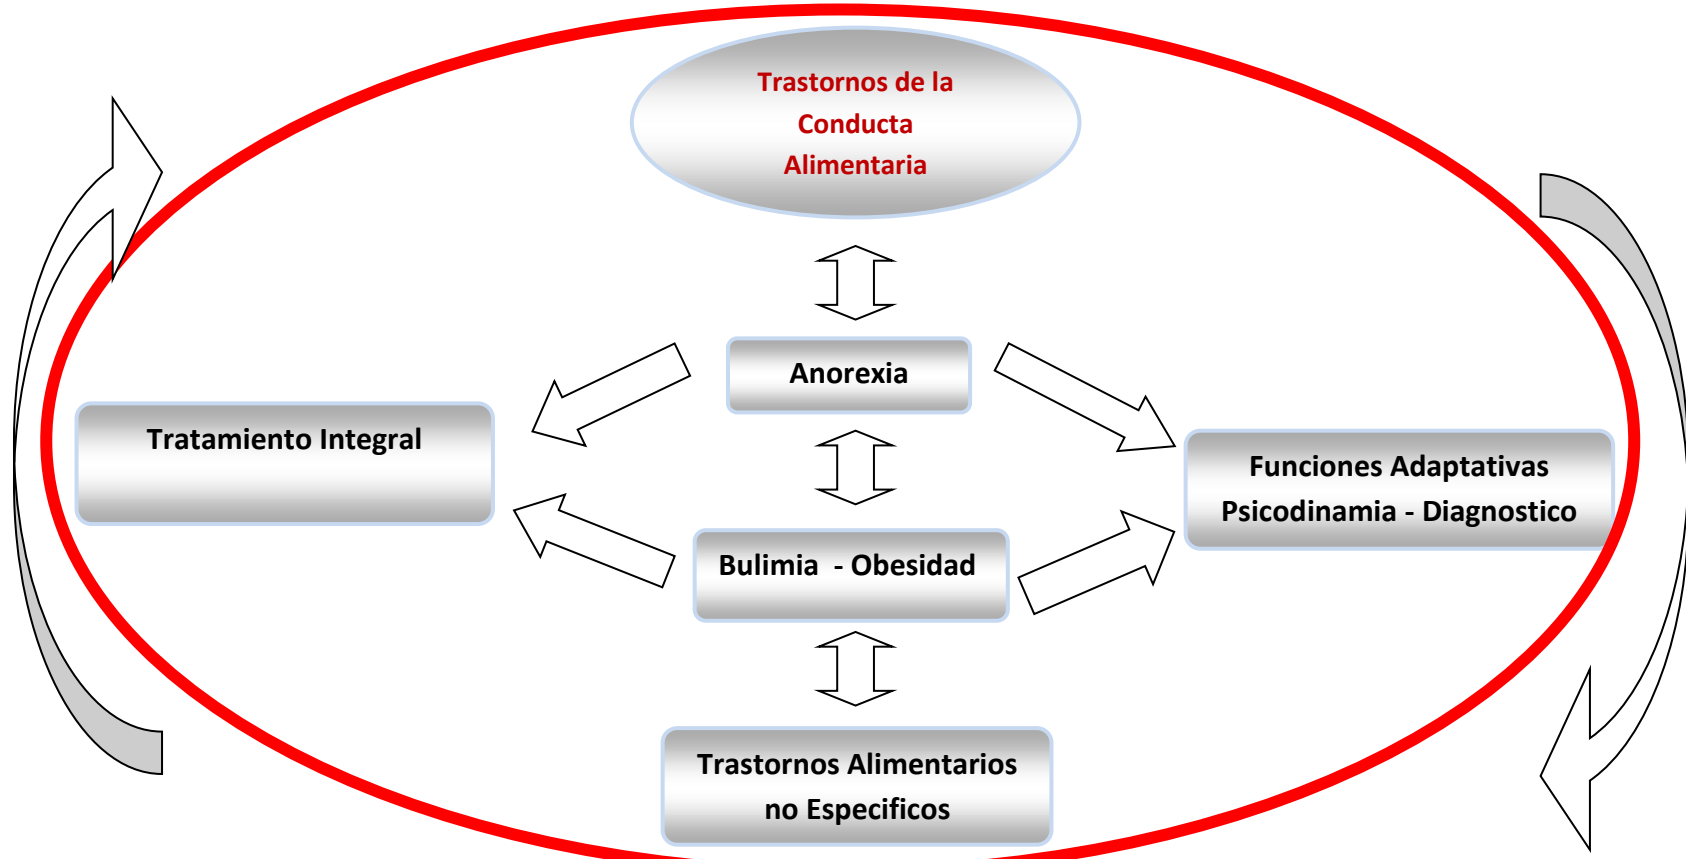 Trastornos de la
Conducta
Alimentaria
Anorexia
Tratamiento Integral
Funciones Adaptativas
Psicodinamia - Diagnostico
Bulimia  - Obesidad
Trastornos Alimentarios
no Especificos